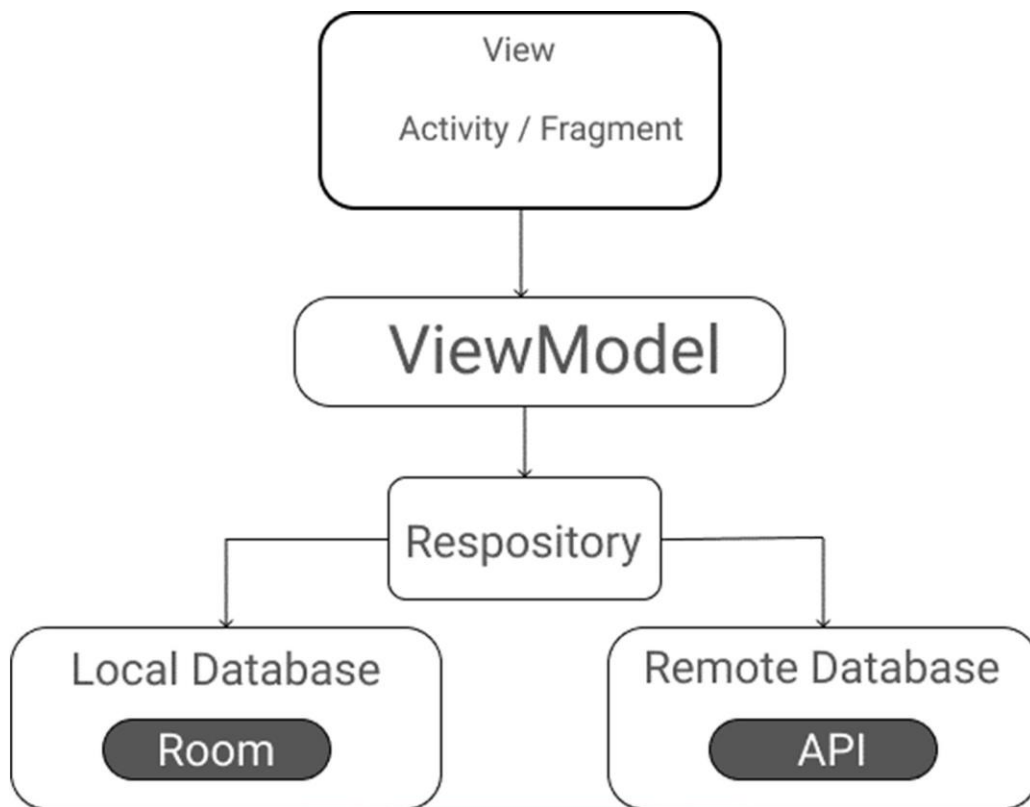 View
Activity / Fragment
ViewModel
Respository
Local Database
Room
Remote Database
API